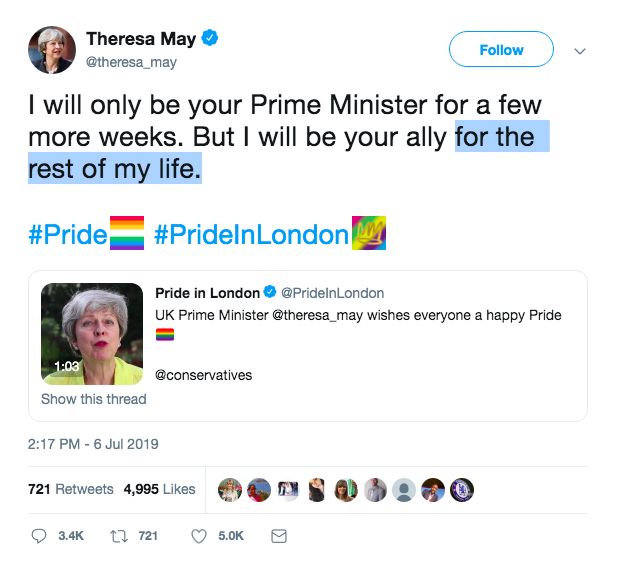 Theresa May
@theresa_may
Follow
I will only be your Prime Minister for a few
more weeks. But I will be your ally for the
rest of my life.
#Pride #PrideInLondon
Pride in London @PrideInLondon
UK Prime Minister @theresa_may wishes everyone a happy Pride
@conservatives
1:03
Show this thread
2:17 PM - 6 Jul 2019
721 Retweets 4,995 Likes
3.4K 721 5.0K